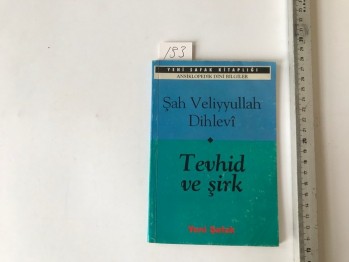 193
YENİ ŞAFAK KİTAPLIĞI
ANSİKLOPEDİK DİNİ BİLGİLER
Şah Veliyyullah
Dihlevî
Tevhid
ve şirk
Yeni Şafak